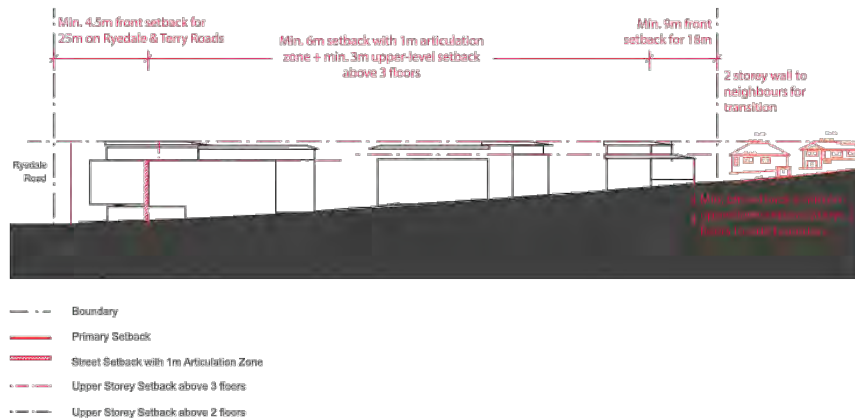 Min. 4.5m front setback for
25m on Ryedale & Terry Roads
Min. 6m setback with 1m articulation
zone + min. 3m upper-level setback
above 3 floors
Min. 9m front
setback for 18m
2 storey wall to
neighbours for
transition
Ryedale
Road
Boundary
Primary Setback
Street Setback with 1m Articulation Zone
Upper Storey Setback above 3 floors
Upper Storey Setback above 2 floors